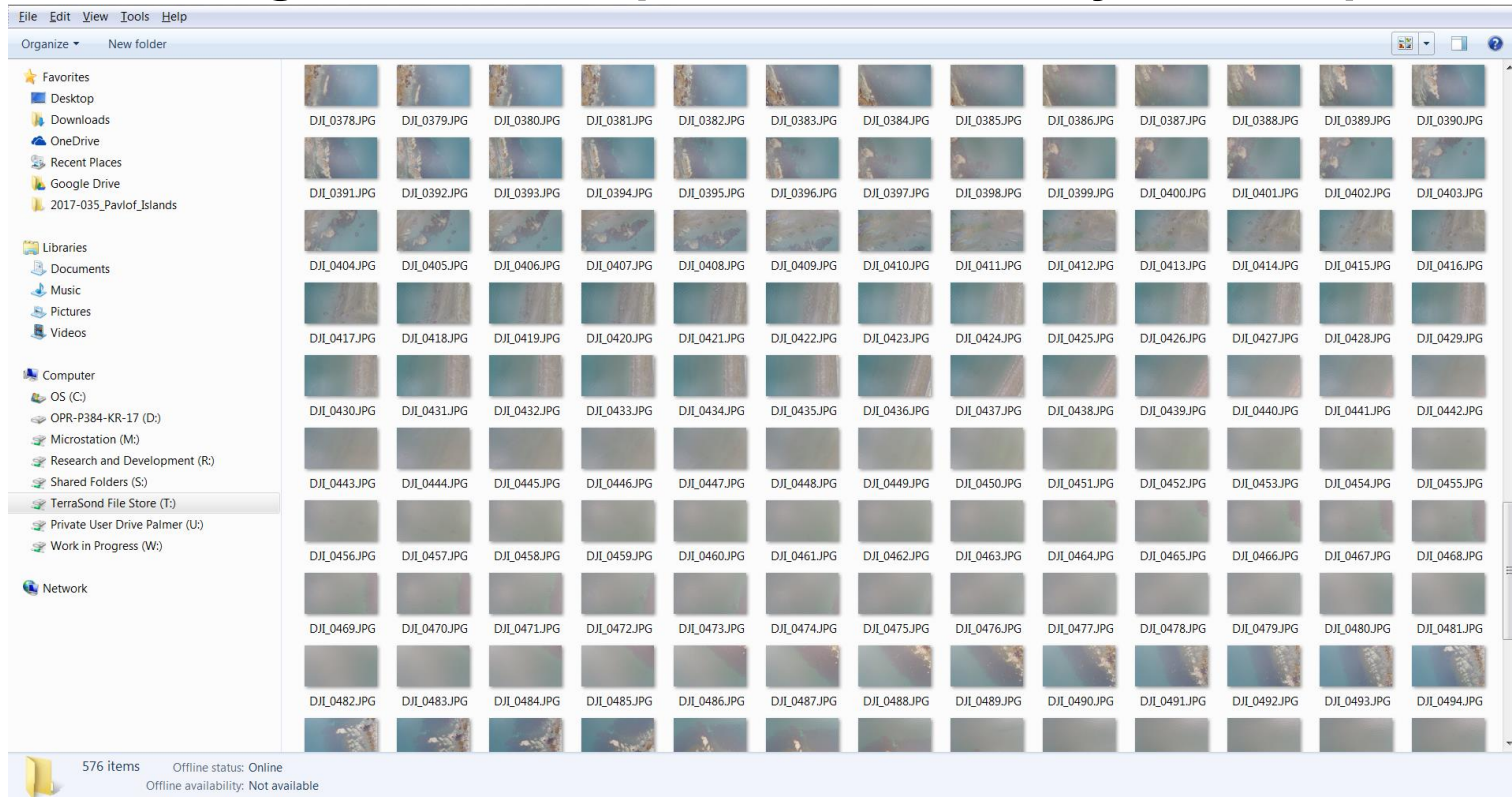 File Edit View Tools Help
Organize New folder
Favorites
Desktop
Downloads
OneDrive
Recent Places
Google Drive
2017-035_Pavlof_Islands
Libraries
Documents
Music
Pictures
Videos
Computer
OS (C:)
OPR-P384-KR-17 (D:)
Microstation (M:)
Research and Development (R:)
Shared Folders (S:)
TerraSond File Store (T:)
Private User Drive Palmer (U:)
Work in Progress (W:)
Network
DJI_0378.JPG DJI_0379.JPG DJI_0380.JPG DJI_0381.JPG DJI_0382.JPG DJI_0383.JPG DJI_0384.JPG DJI_0385.JPG DJI_0386.JPG DJI_0387.JPG DJI_0388.JPG DJI_0389.JPG DJI_0390.JPG
DJI_0391.JPG DJI_0392.JPG DJI_0393.JPG DJI_0394.JPG DJI_0395.JPG DJI_0396.JPG DJI_0397.JPG DJI_0398.JPG DJI_0399.JPG DJI_0400.JPG DJI_0401.JPG DJI_0402.JPG DJI_0403.JPG
DJI_0404.JPG DJI_0405.JPG DJI_0406.JPG DJI_0407.JPG DJI_0408.JPG DJI_0409.JPG DJI_0410.JPG DJI_0411.JPG DJI_0412.JPG DJI_0413.JPG DJI_0414.JPG DJI_0415.JPG DJI_0416.JPG
DJI_0417.JPG DJI_0418.JPG DJI_0419.JPG DJI_0420.JPG DJI_0421.JPG DJI_0422.JPG DJI_0423.JPG DJI_0424.JPG DJI_0425.JPG DJI_0426.JPG DJI_0427.JPG DJI_0428.JPG DJI_0429.JPG
DJI_0430.JPG DJI_0431.JPG DJI_0432.JPG DJI_0433.JPG DJI_0434.JPG DJI_0435.JPG DJI_0436.JPG DJI_0437.JPG DJI_0438.JPG DJI_0439.JPG DJI_0440.JPG DJI_0441.JPG DJI_0442.JPG
DJI_0443.JPG DJI_0444.JPG DJI_0445.JPG DJI_0446.JPG DJI_0447.JPG DJI_0448.JPG DJI_0449.JPG DJI_0450.JPG DJI_0451.JPG DJI_0452.JPG DJI_0453.JPG DJI_0454.JPG DJI_0455.JPG
DJI_0456.JPG DJI_0457.JPG DJI_0458.JPG DJI_0459.JPG DJI_0460.JPG DJI_0461.JPG DJI_0462.JPG DJI_0463.JPG DJI_0464.JPG DJI_0465.JPG DJI_0466.JPG DJI_0467.JPG DJI_0468.JPG
DJI_0469.JPG DJI_0470.JPG DJI_0471.JPG DJI_0472.JPG DJI_0473.JPG DJI_0474.JPG DJI_0475.JPG DJI_0476.JPG DJI_0477.JPG DJI_0478.JPG DJI_0479.JPG DJI_0480.JPG DJI_0481.JPG
DJI_0482.JPG DJI_0483.JPG DJI_0484.JPG DJI_0485.JPG DJI_0486.JPG DJI_0487.JPG DJI_0488.JPG DJI_0489.JPG DJI_0490.JPG DJI_0491.JPG DJI_0492.JPG DJI_0493.JPG DJI_0494.JPG
576 items Offline status: Online
Offline availability: Not available